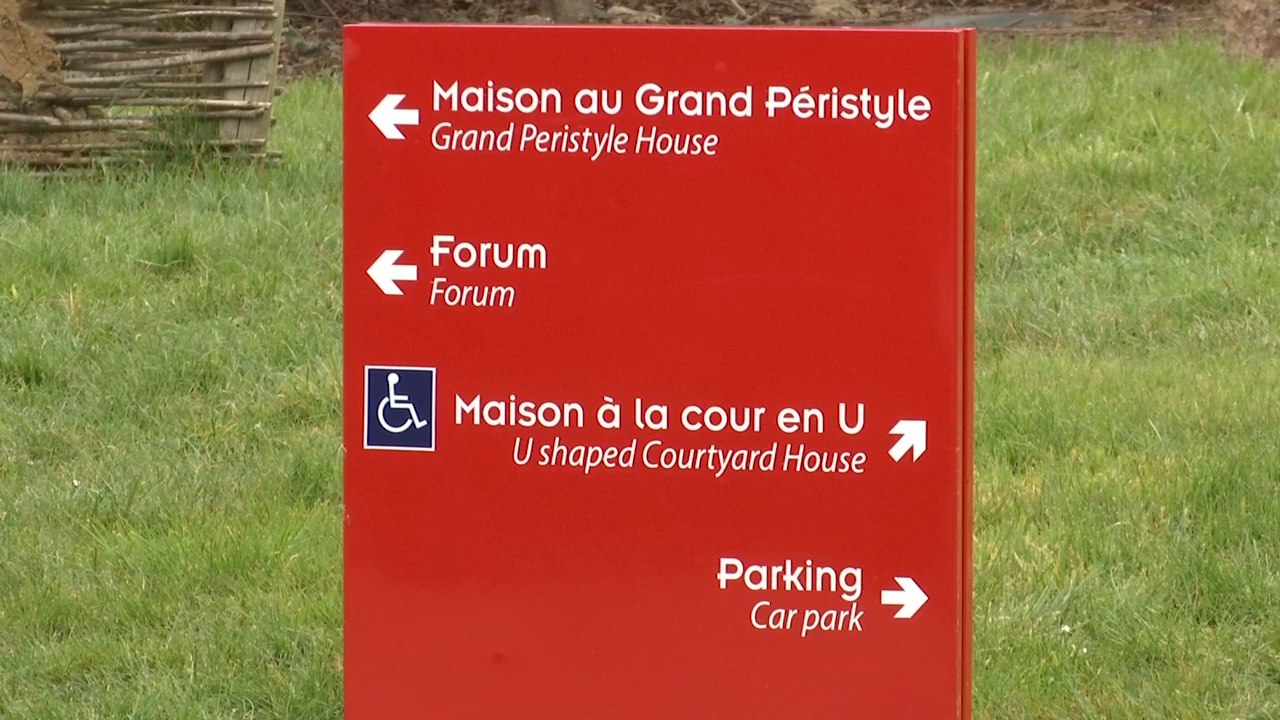 Maison au Grand Péristyle
Grand Peristyle House
Forum
Forum
Maison à la cour en U
U shaped Courtyard House
Parking
Car park